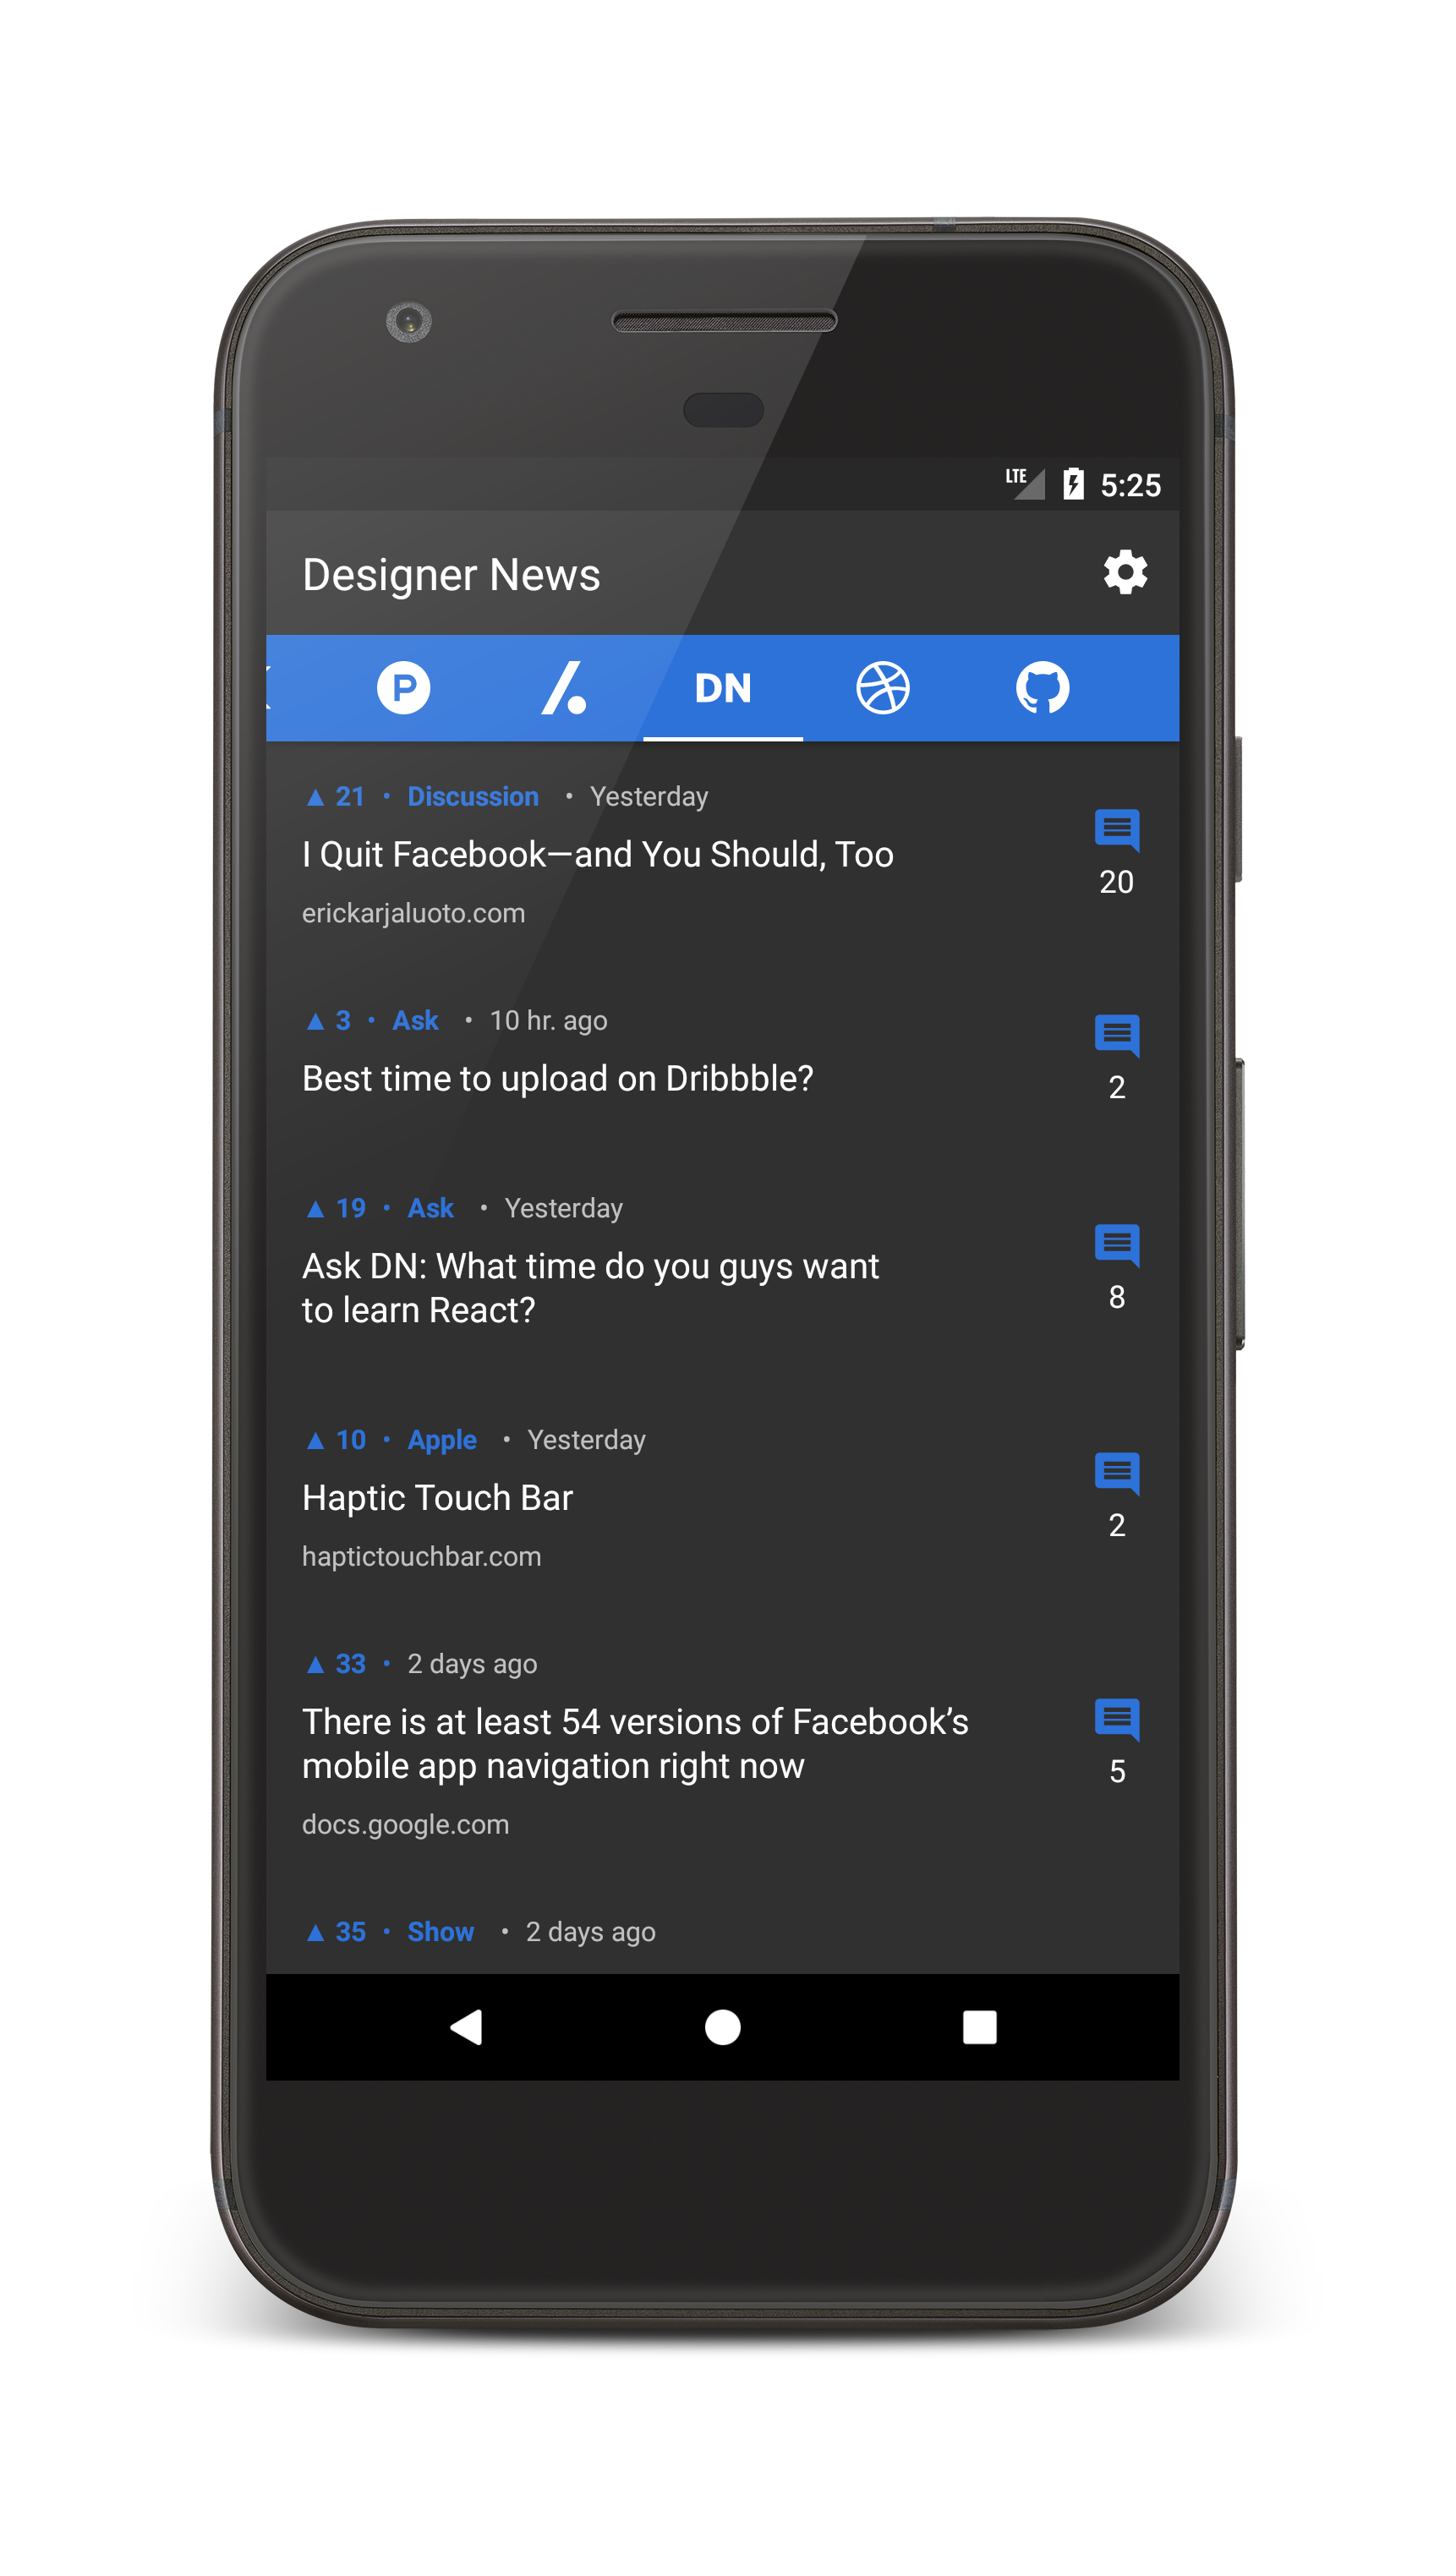 LTE 5:25
Designer News
P DN
▲ 21 • Discussion • Yesterday
I Quit Facebook—and You Should, Too
20
erickarjaluoto.com
▲ 3 • Ask • 10 hr. ago
Best time to upload on Dribbble?
2
▲ 19 • Ask • Yesterday
Ask DN: What time do you guys want
to learn React?
8
▲ 10 • Apple • Yesterday
Haptic Touch Bar
2
haptictouchbar.com
▲ 33 • 2 days ago
There is at least 54 versions of Facebook’s
mobile app navigation right now
5
docs.google.com
▲ 35 • Show • 2 days ago